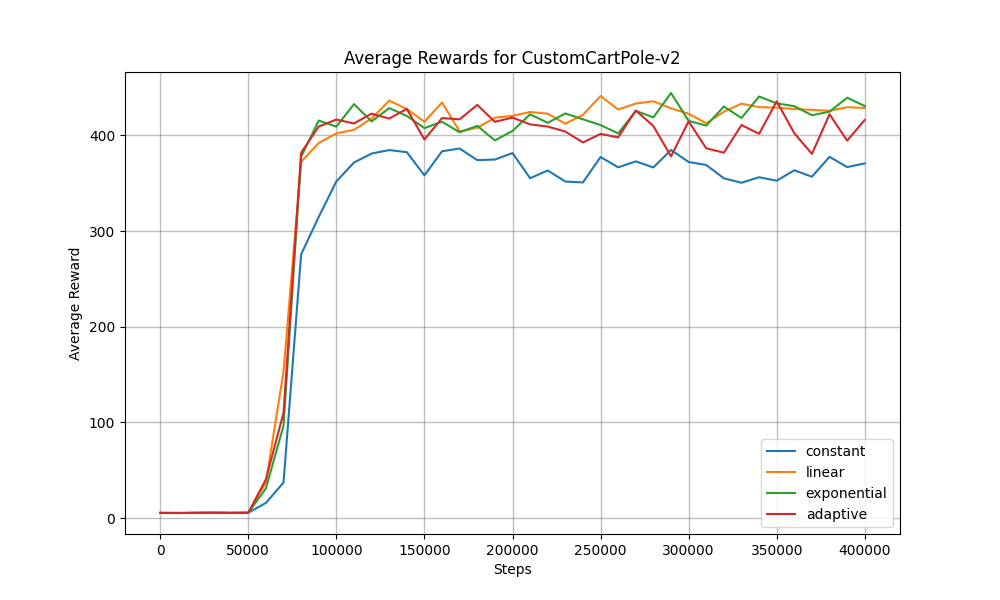 Average Rewards for CustomCartPole-v2
Average Reward
400
300
200
100
0
constant
linear
exponential
adaptive
0 50000 100000 150000 200000 250000 300000 350000 400000
Steps